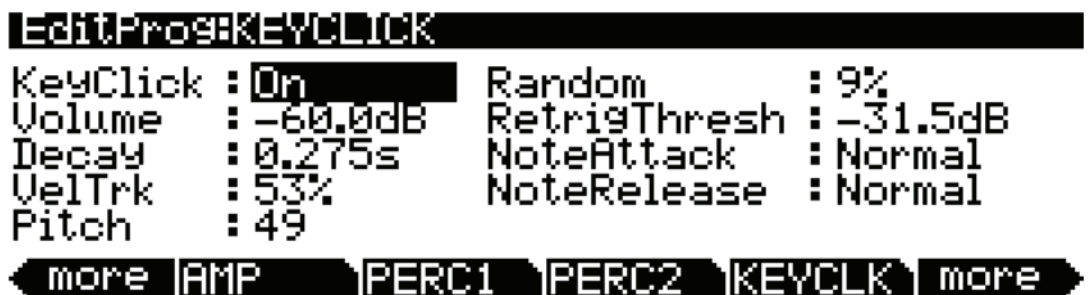 EditProg:KEYCLICK
KeyClick :On Random :9%
Volume :-60.0dB RetrigThresh :-31.5dB
Decay :0.275s NoteAttack :Normal
VelTrk :53% NoteRelease :Normal
Pitch :49
more AMP PERC1 PERC2 KEYCLK more